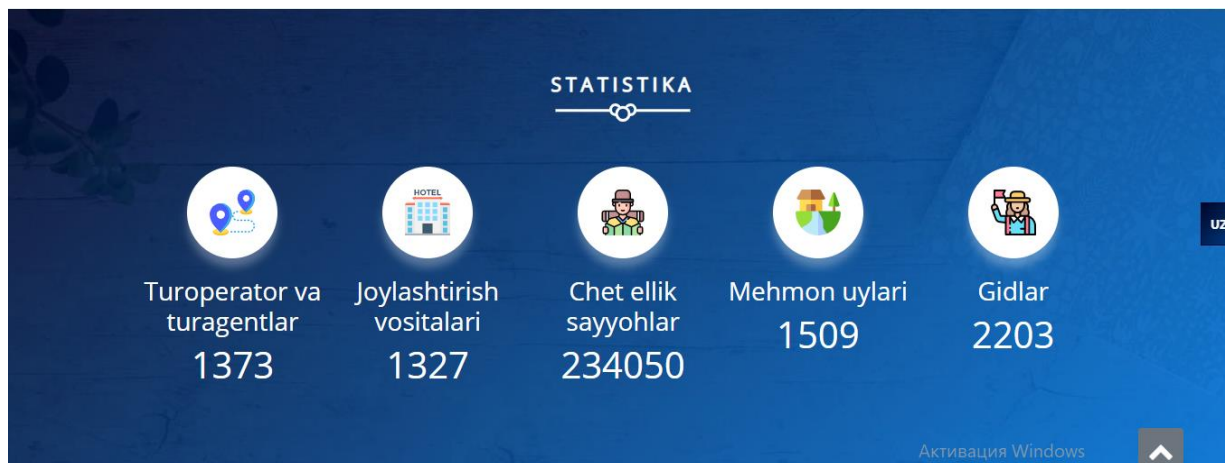 STATISTIKA
HOTEL
Turoperator va
turagentlar
1373
Joylashtirish
vositalari
1327
Chet ellik
sayyohlar
234050
Mehmon uylari
1509
Gidlar
2203
UZ
Активация Windows